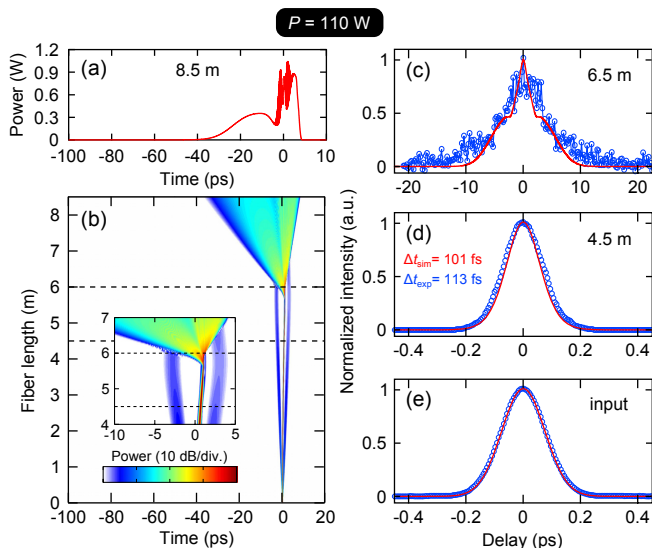 P = 110 W
(a)
8.5 m
Power (W)
1.2
0.9
0.6
0.3
0
-100 -80 -60 -40 -20 0 10
Time (ps)
(b)
Fiber length (m)
8
7
6
5
4
3
2
1
0
7
6
5
4
-10 -5 0 5
Power (10 dB/div.)
-100 -80 -60 -40 -20 0 20
Time (ps)
Normalized intensity (a.u.)
(c)
6.5 m
1
0.5
0
-20 -10 0 10 20
(d)
4.5 m
Δtsim= 101 fs
Δtexp= 113 fs
1
0.5
0
-0.4 -0.2 0 0.2 0.4
(e)
input
1
0.5
0
-0.4 -0.2 0 0.2 0.4
Delay (ps)